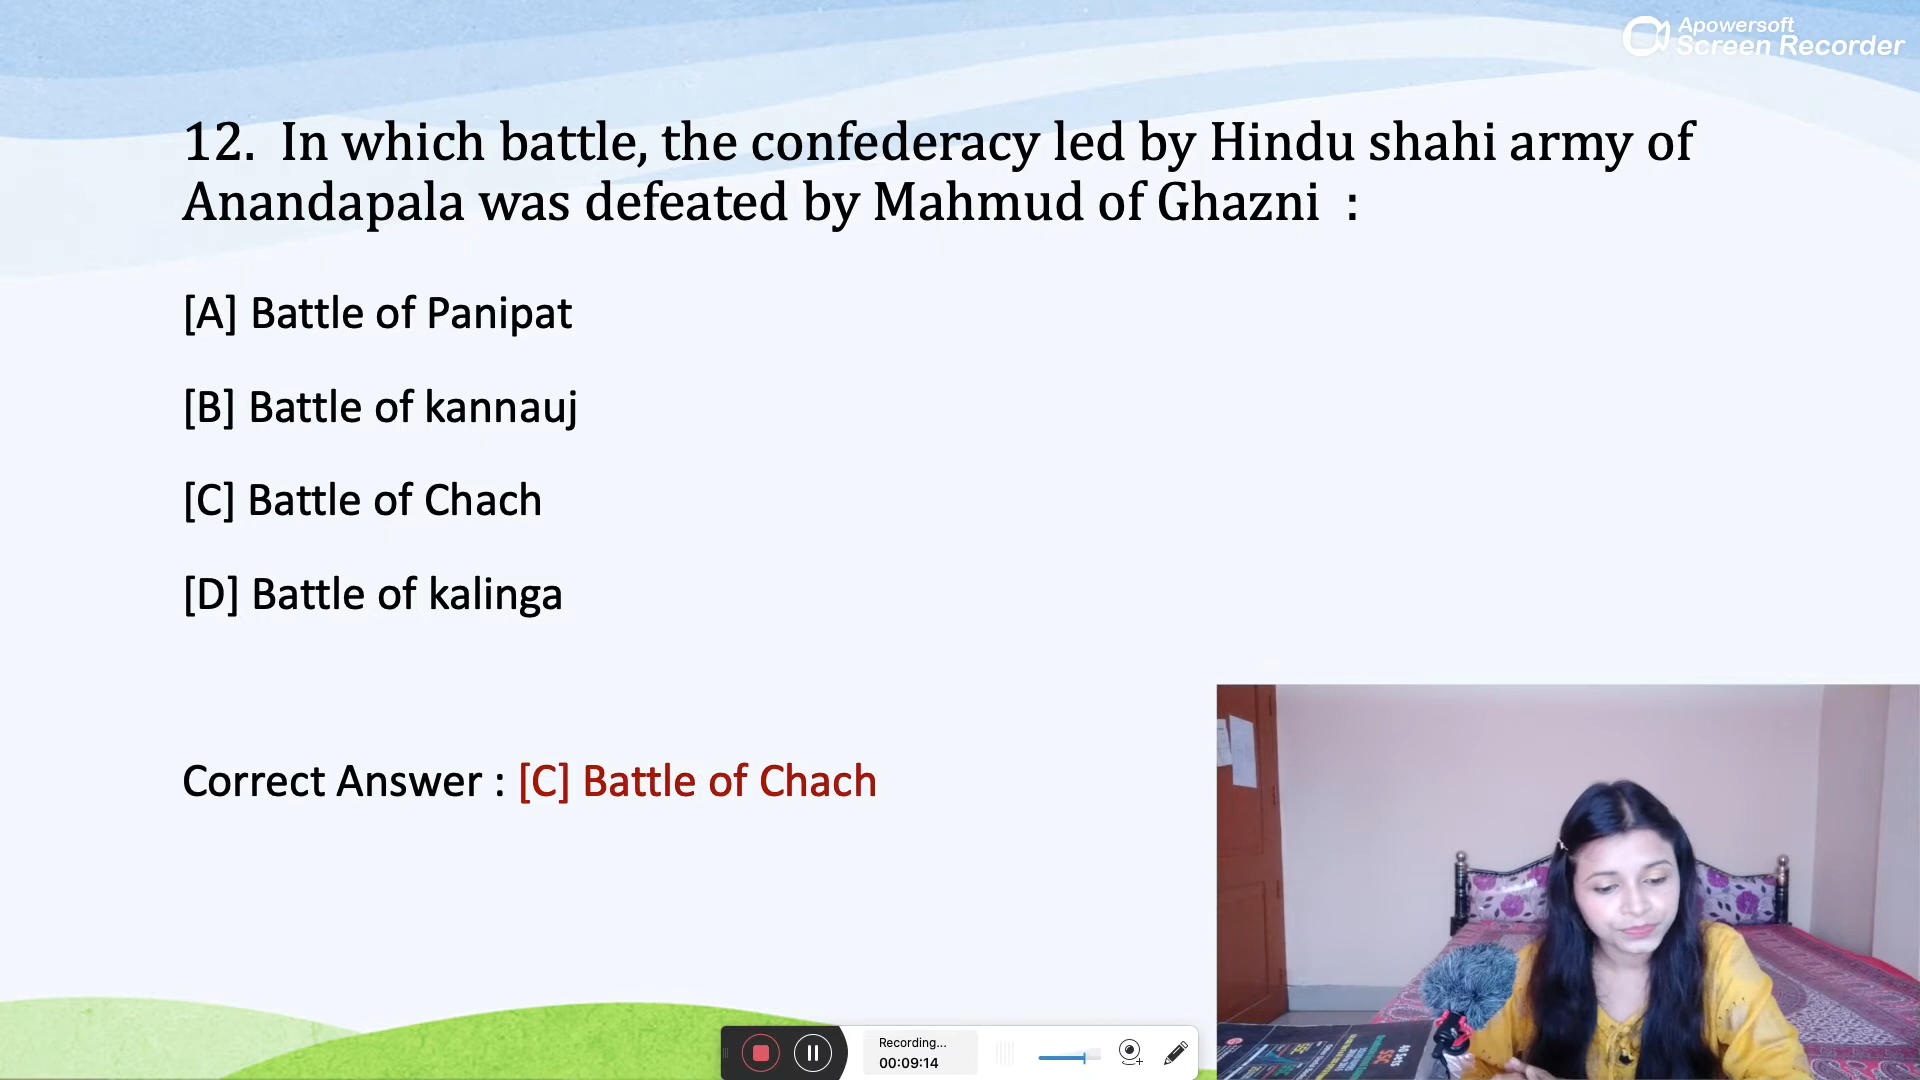 Apowersoft
Screen Recorder
12. In which battle, the confederacy led by Hindu shahi army of
Anandapala was defeated by Mahmud of Ghazni :
[A] Battle of Panipat
[B] Battle of kannauj
[C] Battle of Chach
[D] Battle of kalinga
Correct Answer : [C] Battle of Chach
Recording...
00:09:14